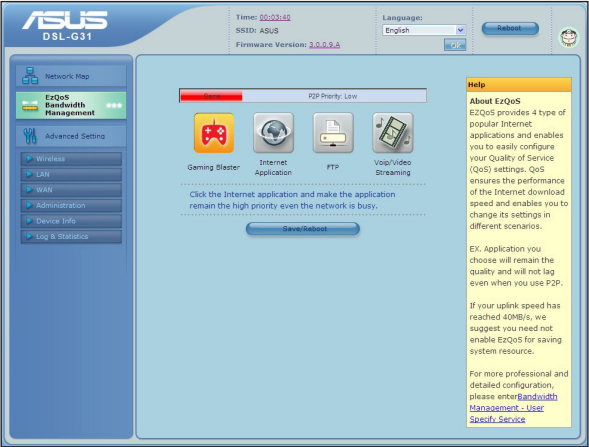 ASUS
DSL-G31
Time: 00:03:40
SSID: ASUS
Firmware Version: 3.0.0.9.A
Language:
English
OK
Reboot
Network Map
EzQoS
Bandwidth
Management
Advanced Setting
Wireless
LAN
WAN
Administration
Device Info
Log & Statistics
Game
P2P Priority: Low
Gaming Blaster
Internet
Application
FTP
Voip/Video
Streaming
Click the Internet application and make the application
remain the high priority even the network is busy.
Save/Reboot
Help
About EzQoS
EZQoS provides 4 type of
popular Internet
applications and enables
you to easily configure
your Quality of Service
(QoS) settings. QoS
ensures the performance
of the Internet download
speed and enables you to
change its settings in
different scenarios.
EX. Application you
choose will remain the
quality and will not lag
even when you use P2P.
If your uplink speed has
reached 40MB/s, we
suggest you need not
enable EzQoS for saving
system resource.
For more professional and
detailed configuration,
please enterBandwidth
Management - User
Specify Service